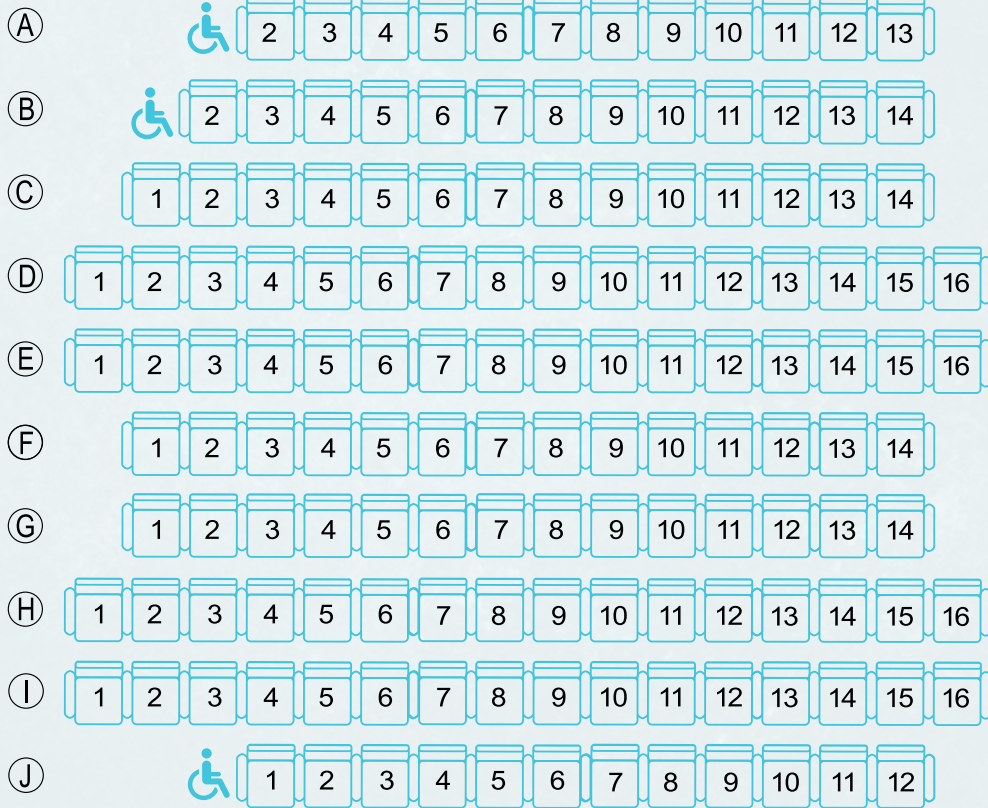 A 2 3 4 5 6 7 8 9 10 11 12 13
B 2 3 4 5 6 7 8 9 10 11 12 13 14
C 1 2 3 4 5 6 7 8 9 10 11 12 13 14
D 1 2 3 4 5 6 7 8 9 10 11 12 13 14 15 16
E 1 2 3 4 5 6 7 8 9 10 11 12 13 14 15 16
F 1 2 3 4 5 6 7 8 9 10 11 12 13 14
G 1 2 3 4 5 6 7 8 9 10 11 12 13 14
H 1 2 3 4 5 6 7 8 9 10 11 12 13 14 15 16
I 1 2 3 4 5 6 7 8 9 10 11 12 13 14 15 16
J 1 2 3 4 5 6 7 8 9 10 11 12